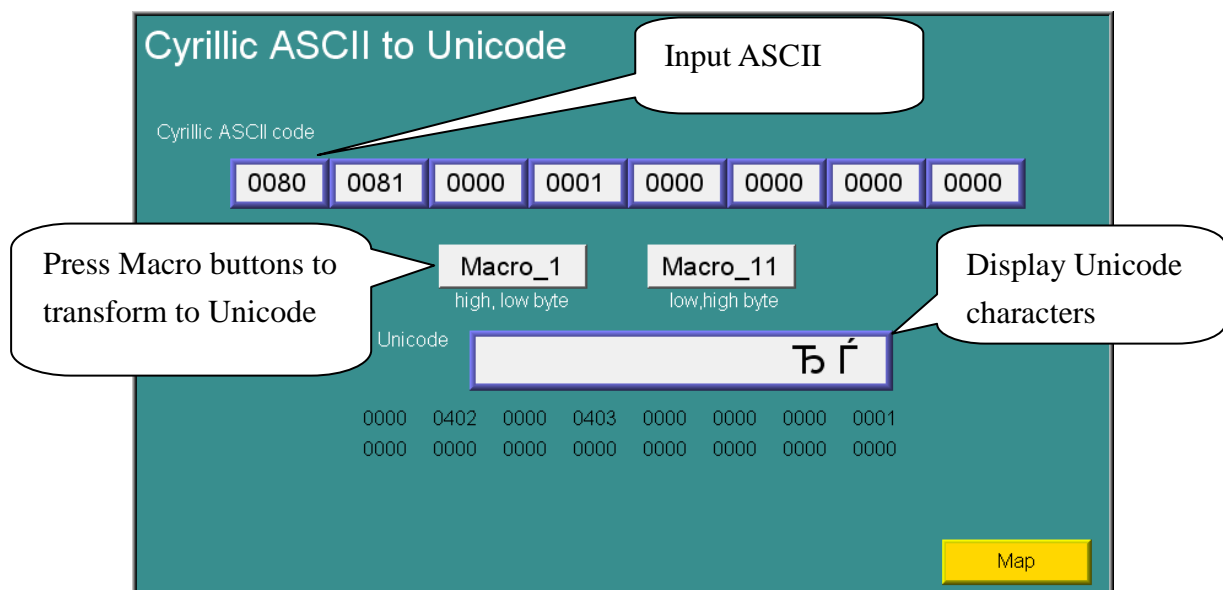 Cyrillic ASCII to Unicode
Input ASCII
Cyrillic ASCII code
0080 0081 0000 0001 0000 0000 0000 0000
Press Macro buttons to
transform to Unicode
Macro_1 Macro_11
high, low byte low,high byte
Display Unicode
characters
Unicode
Ђ Ѓ
0000 0402 0000 0403 0000 0000 0000 0001
0000 0000 0000 0000 0000 0000 0000 0000
Map